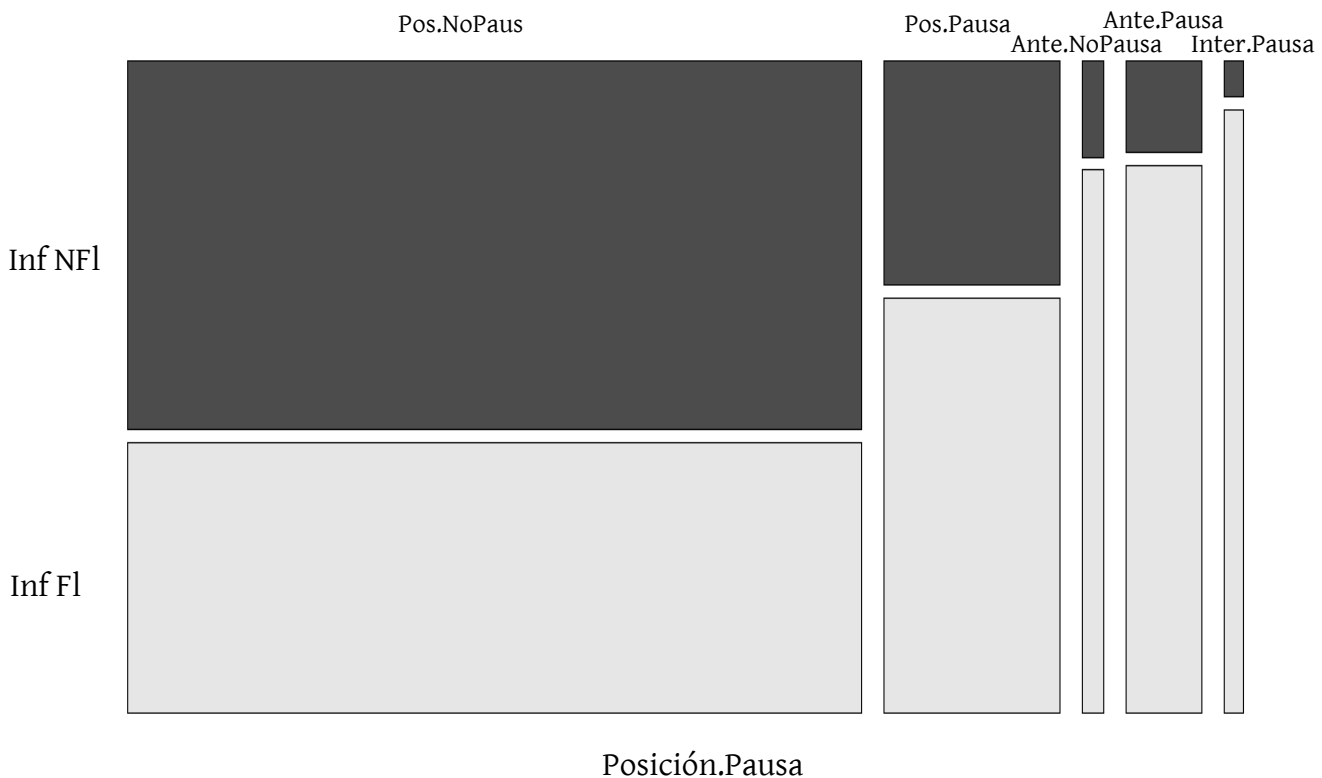 Pos.NoPaus
Pos.Pausa
Ante.NoPausa
Ante.Pausa
Inter.Pausa
Inf NFl
Inf Fl
Posición.Pausa